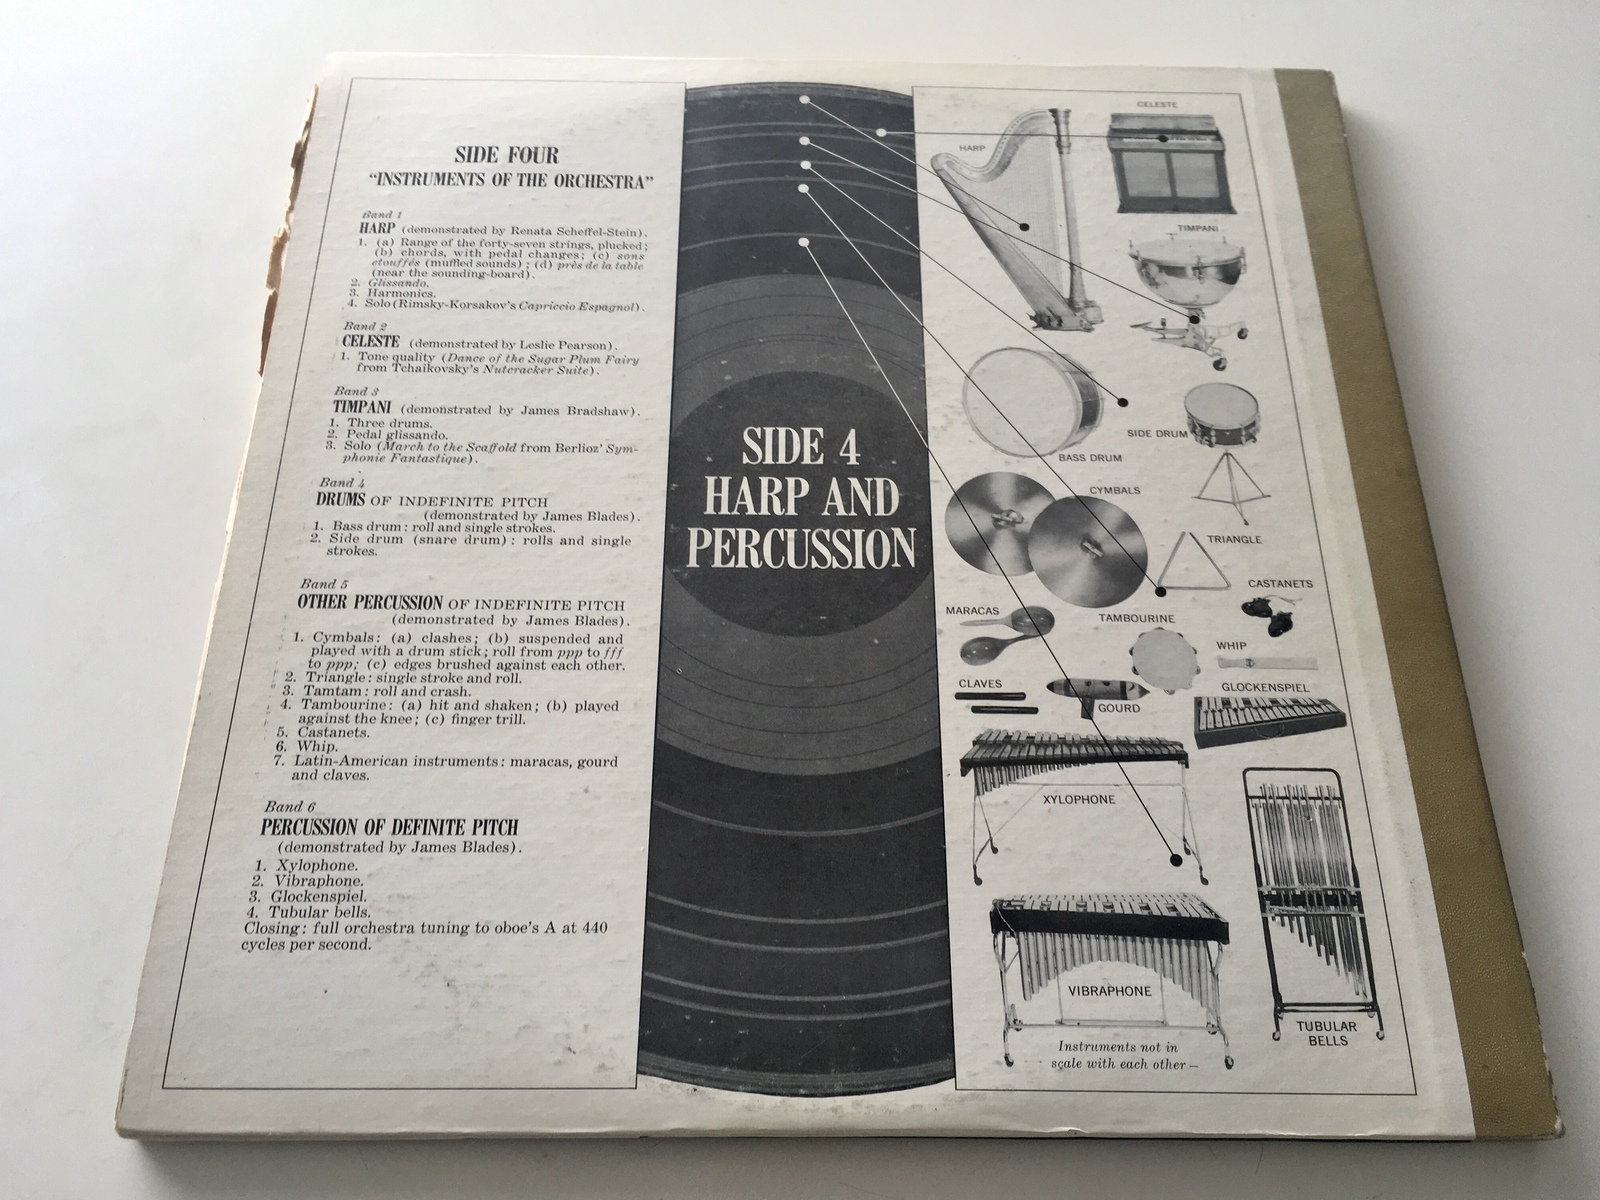 SIDE FOUR
“INSTRUMENTS OF THE ORCHESTRA”
Band 1
HARP (demonstrated by Renata Scheffel-Stein).
1. (a) Range of the forty-seven strings, plucked;
(b) chords, with pedal changes; (c) sons
étouffés (muffled sounds); (d) près de la table
(near the sounding-board).
2. Glissando.
3. Harmonics.
4. Solo (Rimsky-Korsakov's Capriccio Espagnol).
Band 2
CELESTE (demonstrated by Leslie Pearson).
1. Tone quality (Dance of the Sugar Plum Fairy
from Tchaikovsky's Nutcracker Suite).
Band 3
TIMPANI (demonstrated by James Bradshaw).
1. Three drums.
2. Pedal glissando.
3. Solo (March to the Scaffold from Berlioz' Sym-
phonie Fantastique).
Band 4
DRUMS OF INDEFINITE PITCH
(demonstrated by James Blades).
1. Bass drum: roll and single strokes.
2. Side drum (snare drum): rolls and single
strokes.
Band 5
OTHER PERCUSSION OF INDEFINITE PITCH
(demonstrated by James Blades).
1. Cymbals: (a) clashes; (b) suspended and
played with a drum stick; roll from ppp to fff
to ppp; (c) edges brushed against each other.
2. Triangle: single stroke and roll.
3. Tamtam: roll and crash.
4. Tambourine: (a) hit and shaken; (b) played
against the knee; (c) finger trill.
5. Castanets.
6. Whip.
7. Latin-American instruments: maracas, gourd
and claves.
Band 6
PERCUSSION OF DEFINITE PITCH
(demonstrated by James Blades).
1. Xylophone.
2. Vibraphone.
3. Glockenspiel.
4. Tubular bells.
Closing: full orchestra tuning to oboe's A at 440
cycles per second.
SIDE 4
HARP AND
PERCUSSION
CELESTE
HARP
TIMPANI
SIDE DRUM
BASS DRUM
CYMBALS
TRIANGLE
CASTANETS
MARACAS
TAMBOURINE
WHIP
CLAVES
GLOCKENSPIEL
GOURD
XYLOPHONE
VIBRAPHONE
TUBULAR
BELLS
Instruments not in
scale with each other—